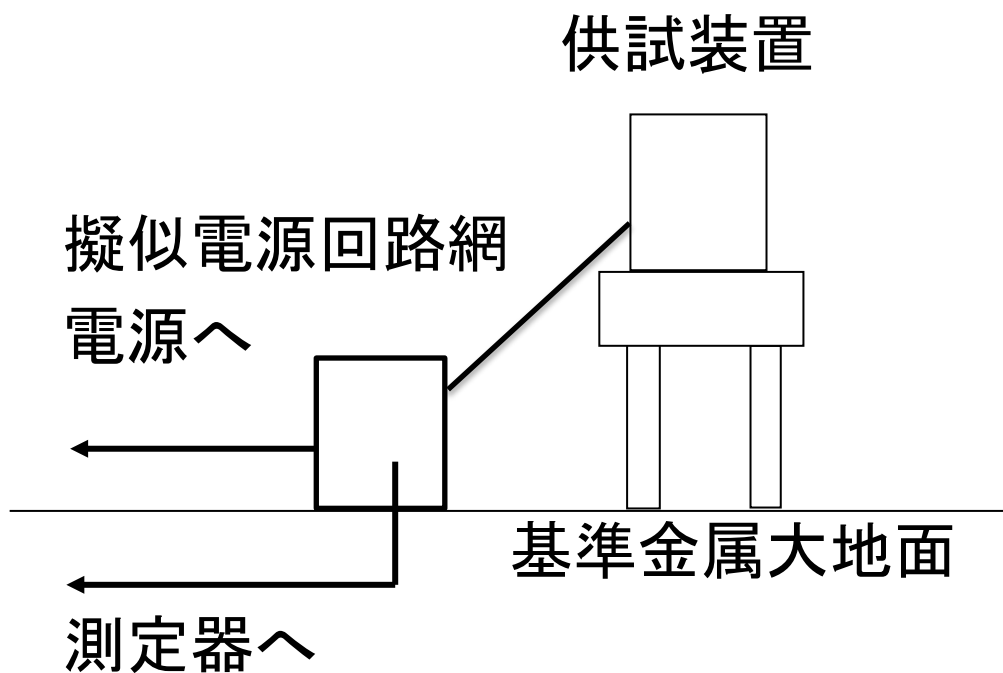 供試装置
擬似電源回路網
電源へ
基準金属大地面
測定器へ